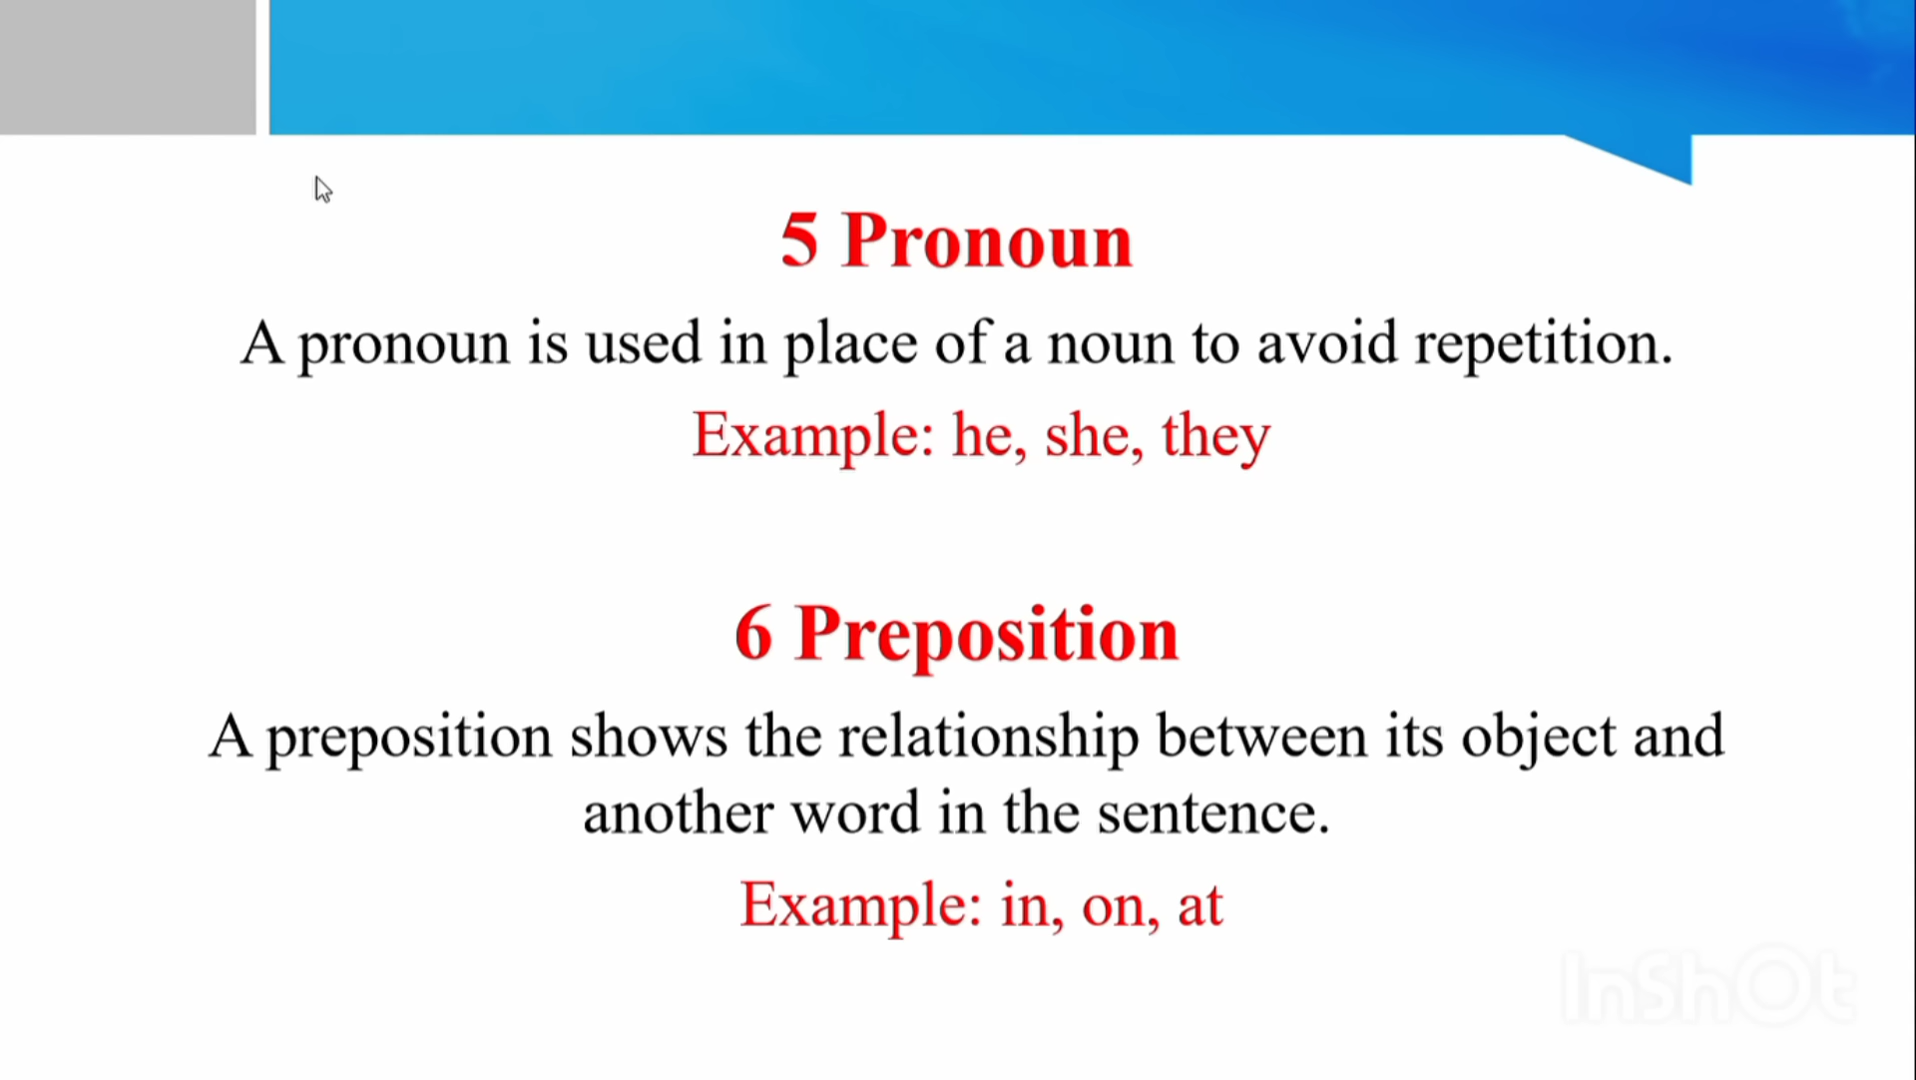 5 Pronoun
A pronoun is used in place of a noun to avoid repetition.
Example: he, she, they
6 Preposition
A preposition shows the relationship between its object and
another word in the sentence.
Example: in, on, at
InShOt